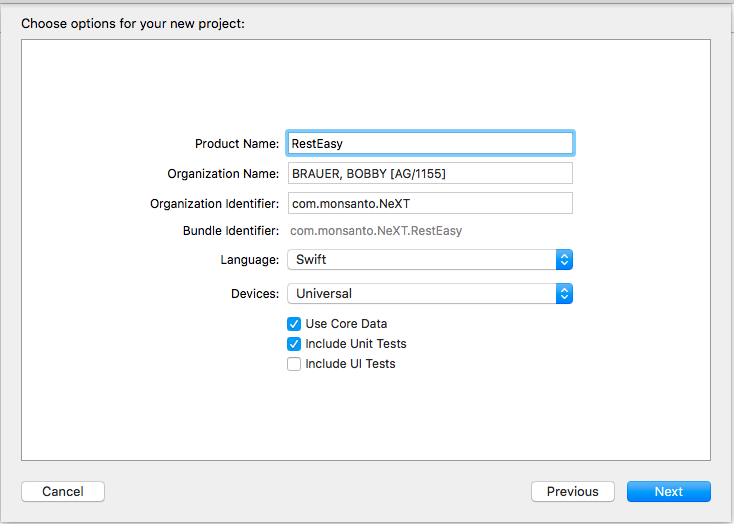 Choose options for your new project:
Product Name: RestEasy
Organization Name: BRAUER, BOBBY [AG/1155]
Organization Identifier: com.monsanto.NeXT
Bundle Identifier: com.monsanto.NeXT.RestEasy
Language: Swift
Devices: Universal
Use Core Data
Include Unit Tests
Include UI Tests
Cancel Previous Next